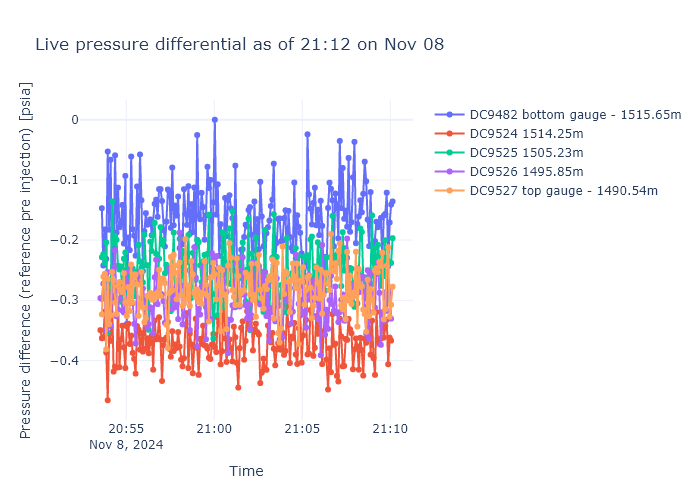 Live pressure differential as of 21:12 on Nov 08
Pressure difference (reference pre injection) [psia]
0
−0.1
−0.2
−0.3
−0.4
20:55
Nov 8, 2024
21:00
21:05
21:10
Time
DC9482 bottom gauge - 1515.65m
DC9524 1514.25m
DC9525 1505.23m
DC9526 1495.85m
DC9527 top gauge - 1490.54m